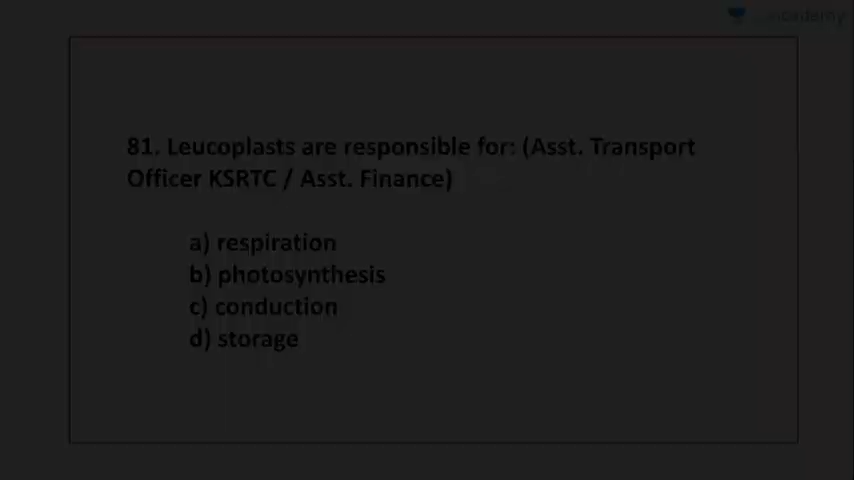 81. Leucoplasts are responsible for: (Asst. Transport
Officer KSRTC / Asst. Finance)
a) respiration
b) photosynthesis
c) conduction
d) storage